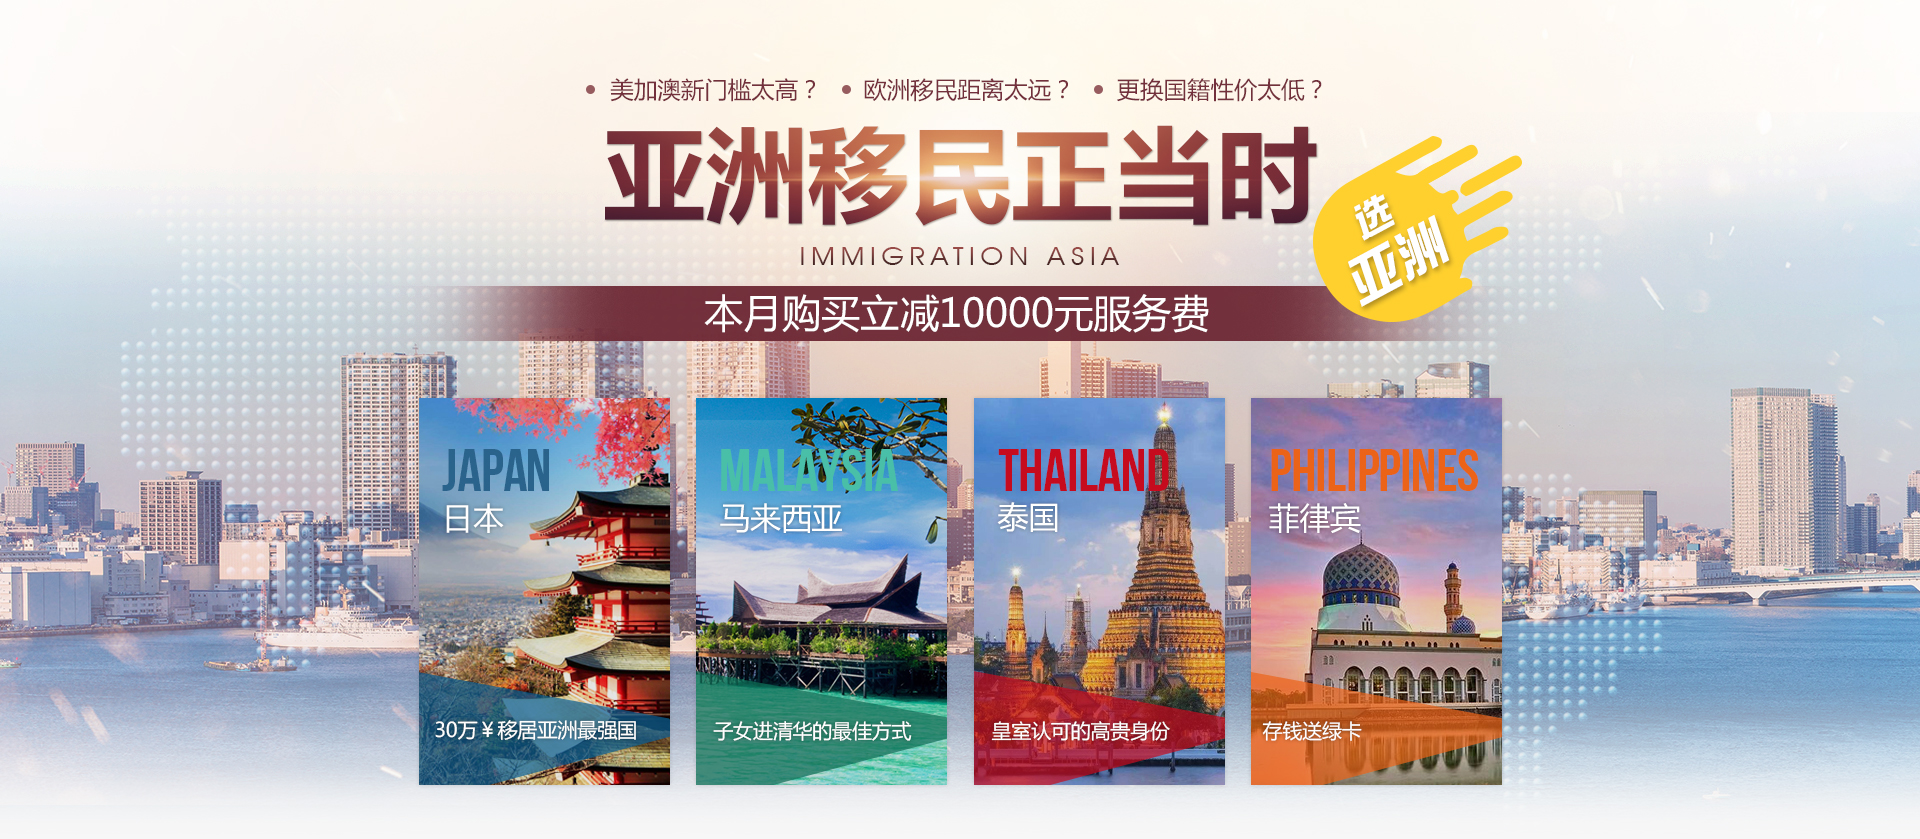 • 美加澳新门槛太高？ • 欧洲移民距离太远？ • 更换国籍性价太低？
亚洲移民正当时
选
亚洲
IMMIGRATION ASIA
本月购买立减10000元服务费
JAPAN
日本
30万￥移居亚洲最强国
MALAYSIA
马来西亚
子女进清华的最佳方式
THAILAND
泰国
皇室认可的高贵身份
PHILIPPINES
菲律宾
存钱送绿卡